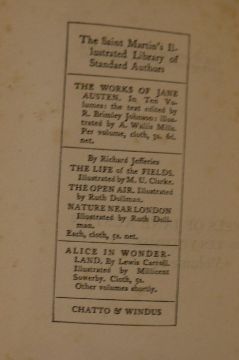 The Saint Martin's Il-
lustrated Library of
Standard Authors
THE WORKS OF JANE
AUSTEN. In Ten Vo-
lumes: the text edited by
R. Brimley Johnson: illus-
trated by A. Wallis Mills.
Per volume, cloth, 5s. &c.
net.
By Richard Jefferies
THE LIFE of the FIELDS.
Illustrated by M. U. Clarke.
THE OPEN AIR. Illustrated
by Ruth Dollman.
NATURE NEAR LONDON
Illustrated by Ruth Doll-
man.
Each, cloth, 5s. net.
ALICE IN WONDER-
LAND. By Lewis Carroll.
Illustrated by Millicent
Sowerby. Cloth, 5s.
Other volumes shortly.
CHATTO & WINDUS